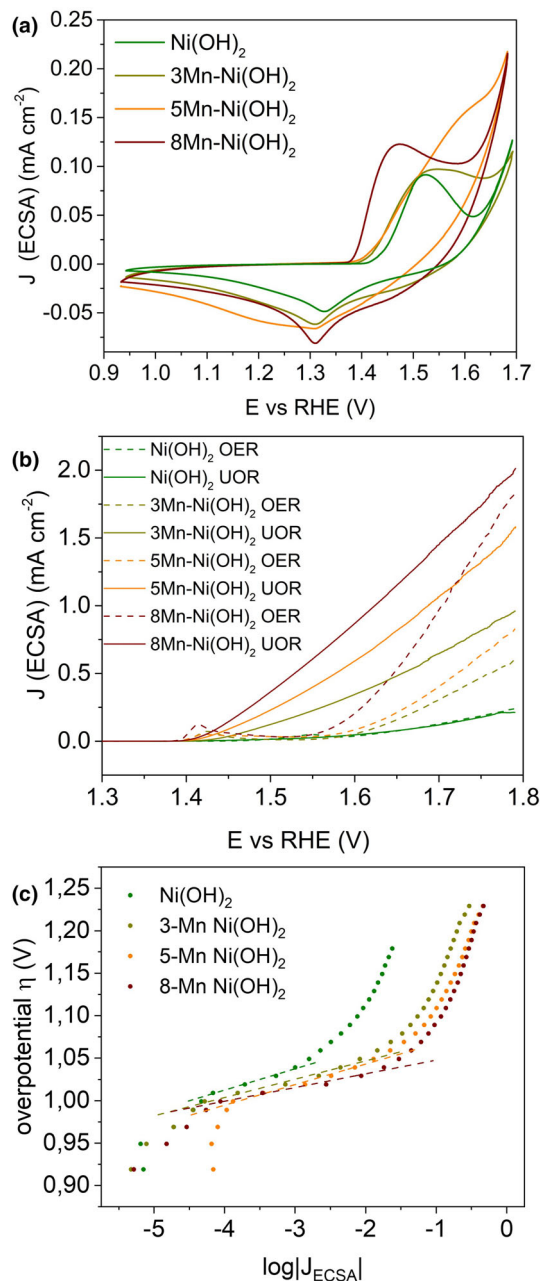 (a)
Ni(OH)₂
3Mn-Ni(OH)₂
5Mn-Ni(OH)₂
8Mn-Ni(OH)₂
J (ECSA) (mA cm⁻²)
0.25
0.20
0.15
0.10
0.05
0.00
-0.05
0.9 1.0 1.1 1.2 1.3 1.4 1.5 1.6 1.7
E vs RHE (V)
(b)
Ni(OH)₂ OER
Ni(OH)₂ UOR
3Mn-Ni(OH)₂ OER
3Mn-Ni(OH)₂ UOR
5Mn-Ni(OH)₂ OER
5Mn-Ni(OH)₂ UOR
8Mn-Ni(OH)₂ OER
8Mn-Ni(OH)₂ UOR
J (ECSA) (mA cm⁻²)
2.0
1.5
1.0
0.5
0.0
1.3 1.4 1.5 1.6 1.7 1.8
E vs RHE (V)
(c)
Ni(OH)₂
3-Mn Ni(OH)₂
5-Mn Ni(OH)₂
8-Mn Ni(OH)₂
overpotential η (V)
1,25
1,20
1,15
1,10
1,05
1,00
0,95
0,90
-5 -4 -3 -2 -1 0
log|J_ECSA|